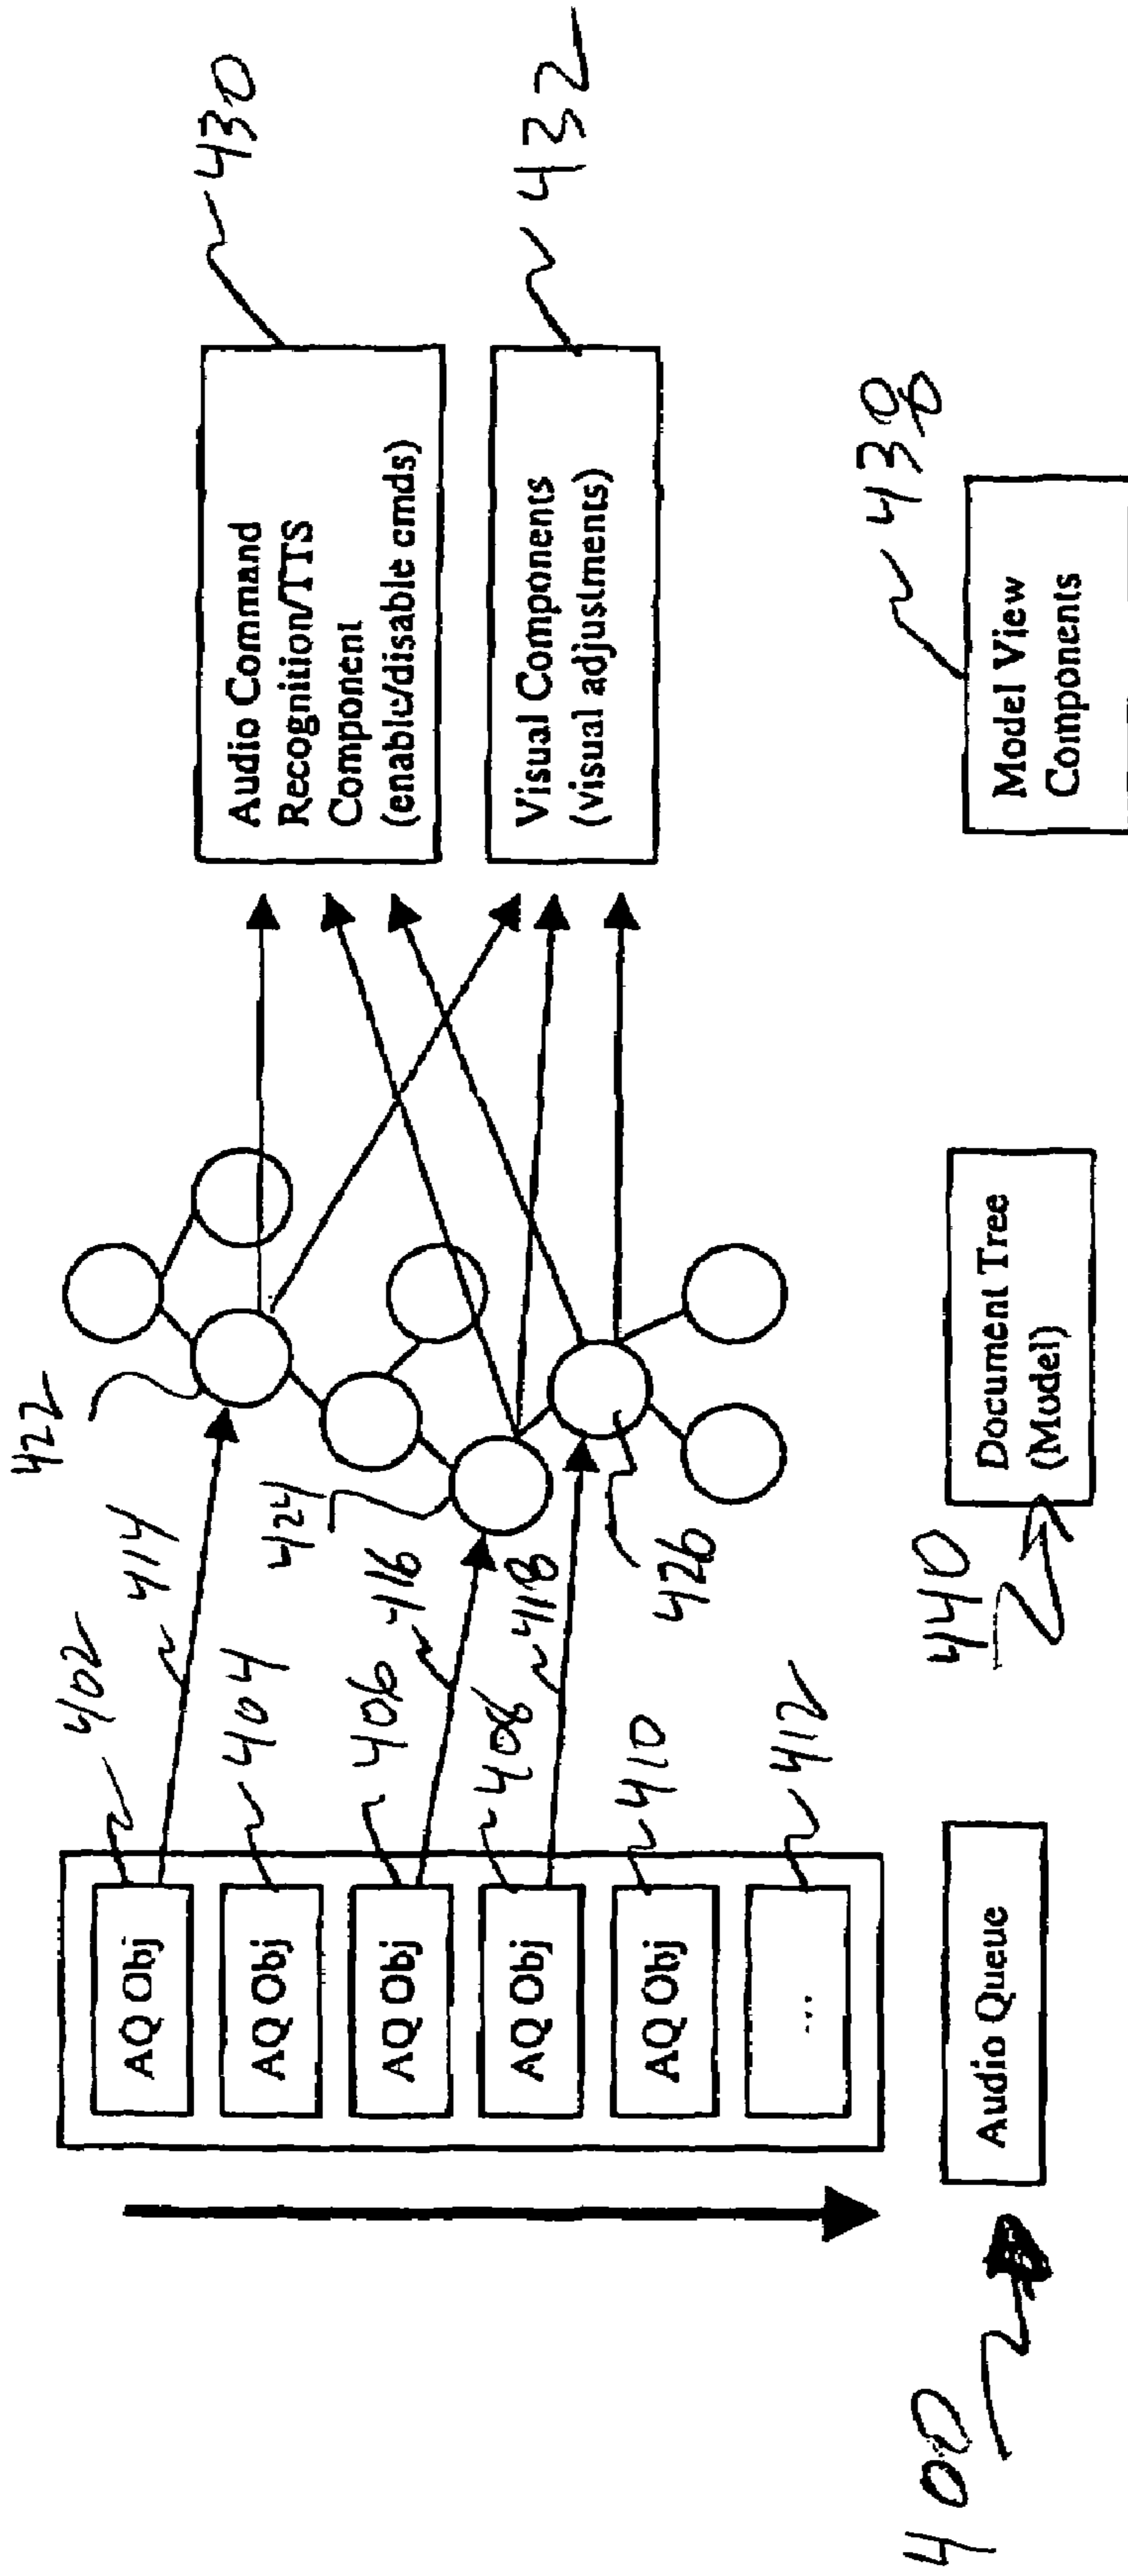 402
414
422
430
AQ Obj
404
AQ Obj
424
Audio Command
Recognition/TTS
Component
(enable/disable cmds)
406
416
AQ Obj
432
408
418
AQ Obj
426
Visual Components
(visual adjustments)
410
AQ Obj
412
...
400
Audio Queue
440
Document Tree
(Model)
438
Model View
Components